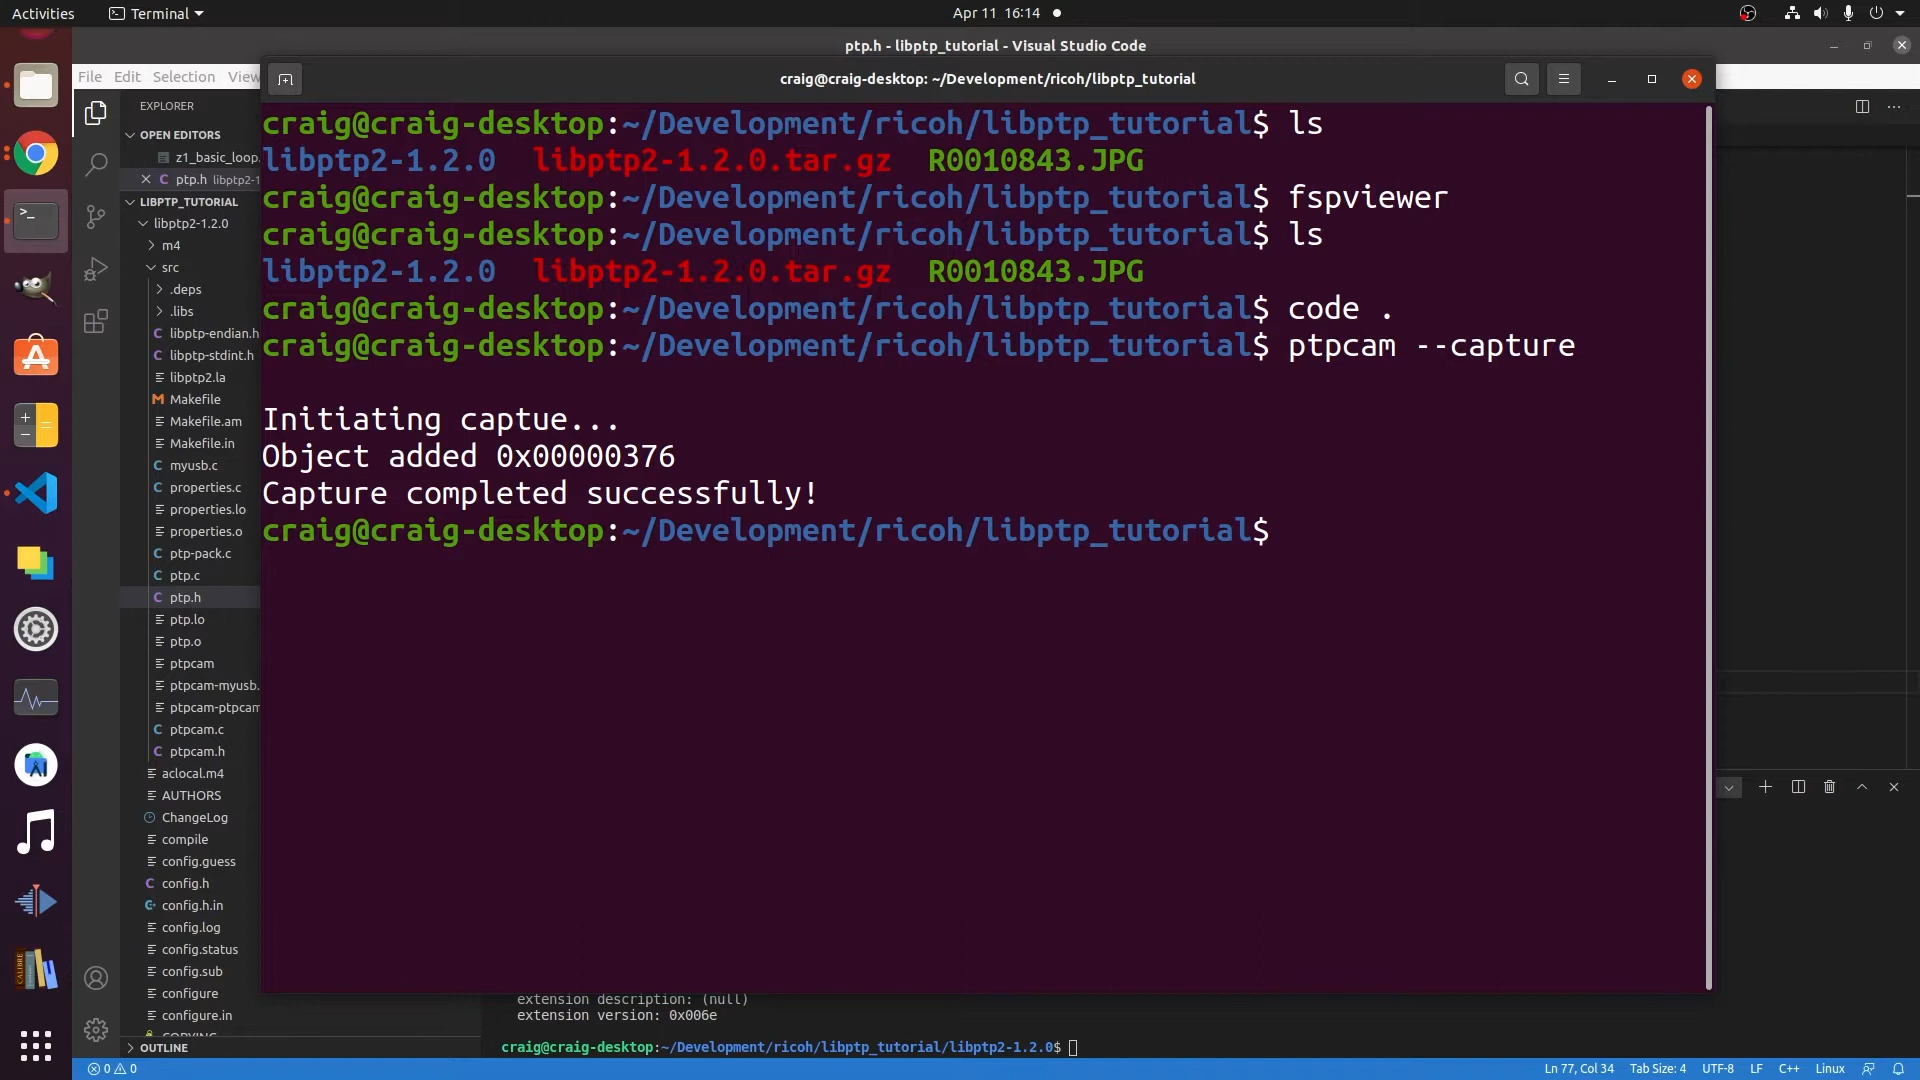 Activities
Terminal
Apr 11 16:14
ptp.h - libptp_tutorial - Visual Studio Code
File Edit Selection View
craig@craig-desktop: ~/Development/ricoh/libptp_tutorial
EXPLORER
OPEN EDITORS
z1_basic_loop.
ptp.h libptp2-1
LIBPTP_TUTORIAL
libptp2-1.2.0
m4
src
.deps
.libs
libptp-endian.h
libptp-stdint.h
libptp2.la
Makefile
Makefile.am
Makefile.in
myusb.c
properties.c
properties.lo
properties.o
ptp-pack.c
ptp.c
ptp.h
ptp.lo
ptp.o
ptpcam
ptpcam-myusb.
ptpcam-ptpcam
ptpcam.c
ptpcam.h
aclocal.m4
AUTHORS
ChangeLog
compile
config.guess
config.h
config.h.in
config.log
config.status
config.sub
configure
configure.in
COPYING
OUTLINE
craig@craig-desktop:~/Development/ricoh/libptp_tutorial$ ls
libptp2-1.2.0 libptp2-1.2.0.tar.gz R0010843.JPG
craig@craig-desktop:~/Development/ricoh/libptp_tutorial$ fspviewer
craig@craig-desktop:~/Development/ricoh/libptp_tutorial$ ls
libptp2-1.2.0 libptp2-1.2.0.tar.gz R0010843.JPG
craig@craig-desktop:~/Development/ricoh/libptp_tutorial$ code .
craig@craig-desktop:~/Development/ricoh/libptp_tutorial$ ptpcam --capture
Initiating captue...
Object added 0x00000376
Capture completed successfully!
craig@craig-desktop:~/Development/ricoh/libptp_tutorial$
extension description: (null)
extension version: 0x006e
craig@craig-desktop:~/Development/ricoh/libptp_tutorial/libptp2-1.2.0$
0 0
Ln 77, Col 34 Tab Size: 4 UTF-8 LF C++ Linux
CALIBRE